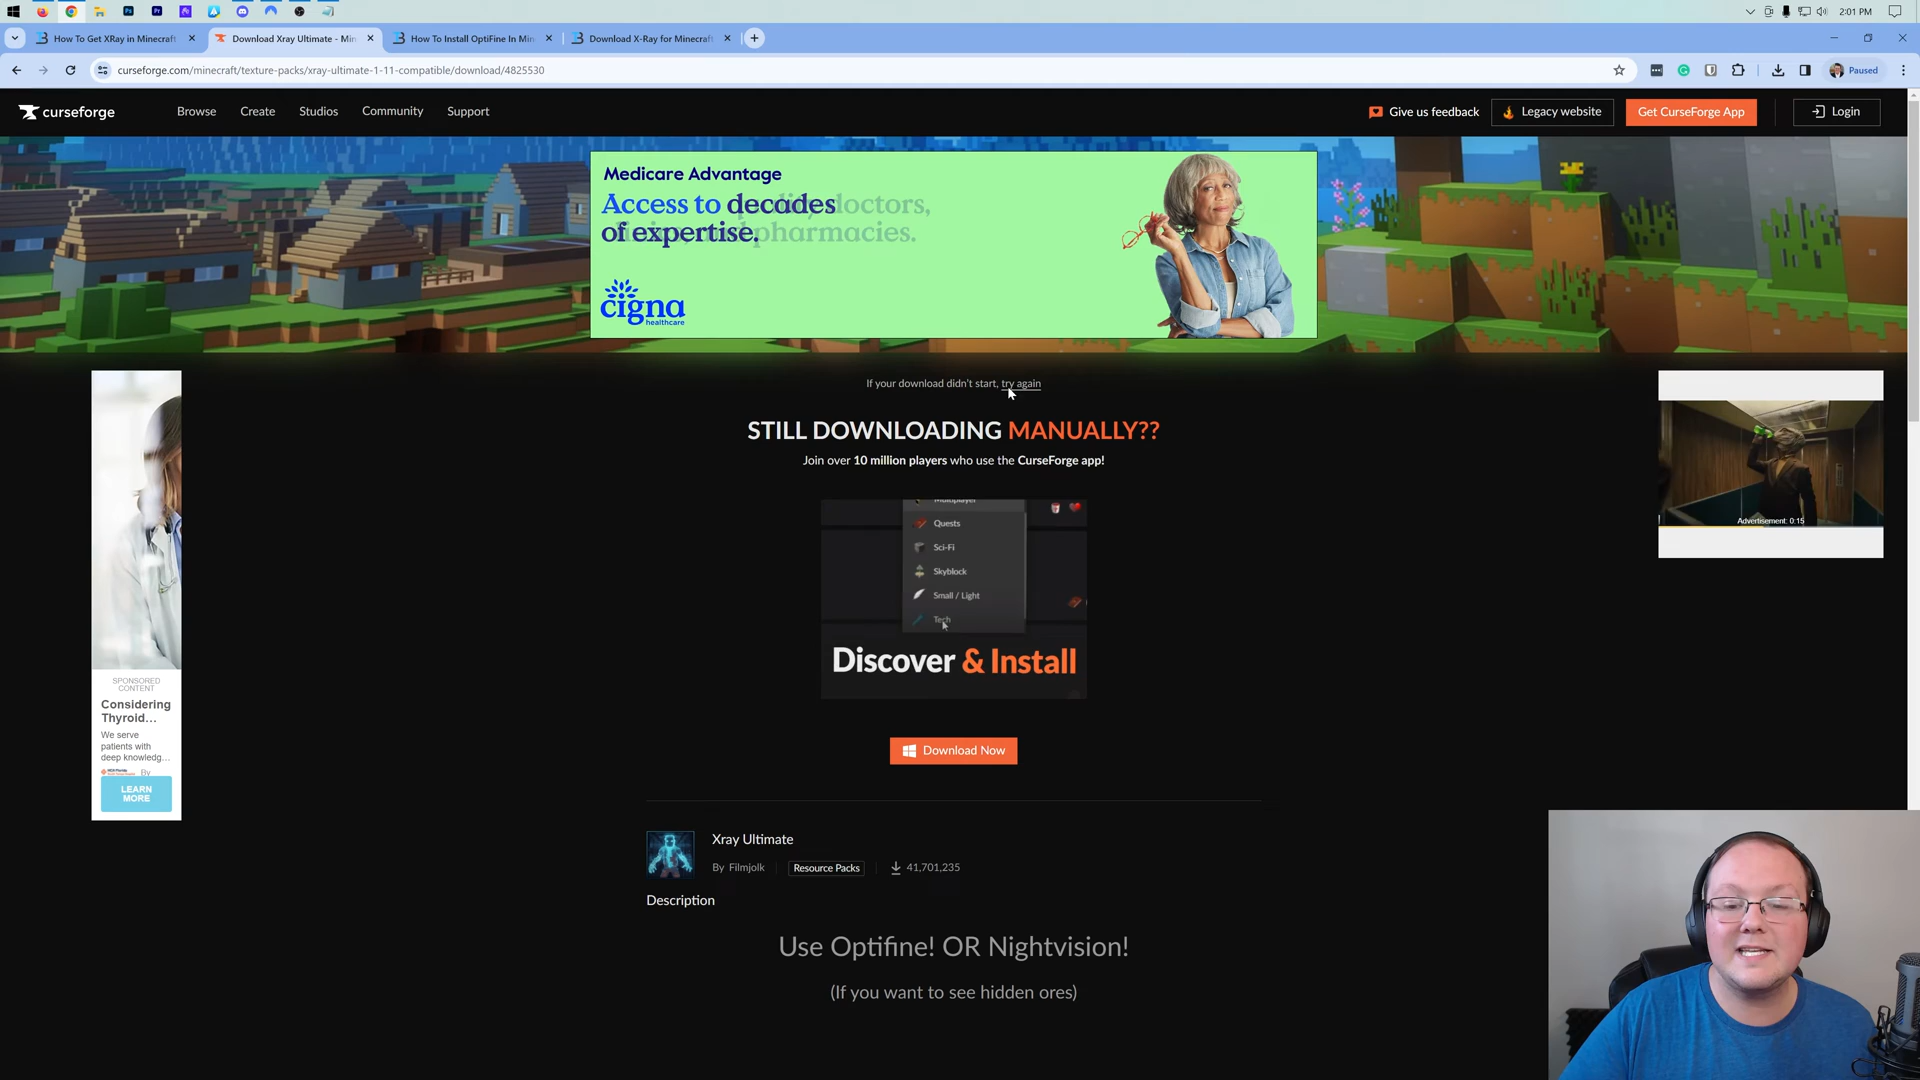 2:01 PM
How To Get XRay in Minecraft
Download Xray Ultimate - Min
How To Install OptiFine In Min
Download X-Ray for Minecraft
curseforge.com/minecraft/texture-packs/xray-ultimate-1-11-compatible/download/4825530
Paused
curseforge
Browse
Create
Studios
Community
Support
Give us feedback
Legacy website
Get CurseForge App
Login
Medicare Advantage
Access to decades doctors,
of expertise. pharmacies.
cigna
healthcare
If your download didn't start, try again
STILL DOWNLOADING MANUALLY??
Join over 10 million players who use the CurseForge app!
Multiplayer
Quests
Sci-Fi
Skyblock
Small / Light
Tech
Discover & Install
Advertisement: 0:15
SPONSORED
CONTENT
Considering
Thyroid...
We serve
patients with
deep knowledg...
By
LEARN
MORE
Download Now
Xray Ultimate
By Filmjolk
Resource Packs
41,701,235
Description
Use Optifine! OR Nightvision!
(If you want to see hidden ores)